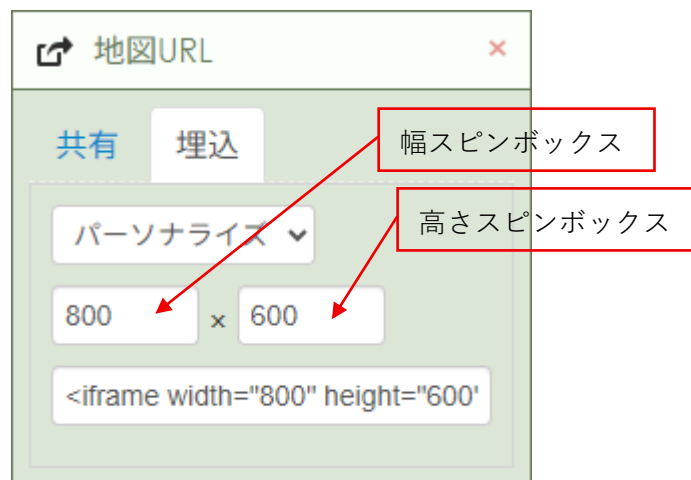 地図URL
×
共有 埋込
幅スピンボックス
高さスピンボックス
パーソナライズ
800 × 600
<iframe width="800" height="600"